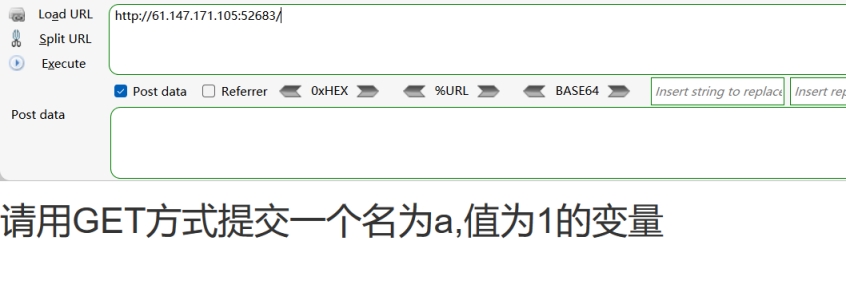 Load URL
http://61.147.171.105:52683/
Split URL
Execute
Post data Referrer 0xHEX %URL BASE64 Insert string to replace Insert rep
Post data
请用GET方式提交一个名为a,值为1的变量